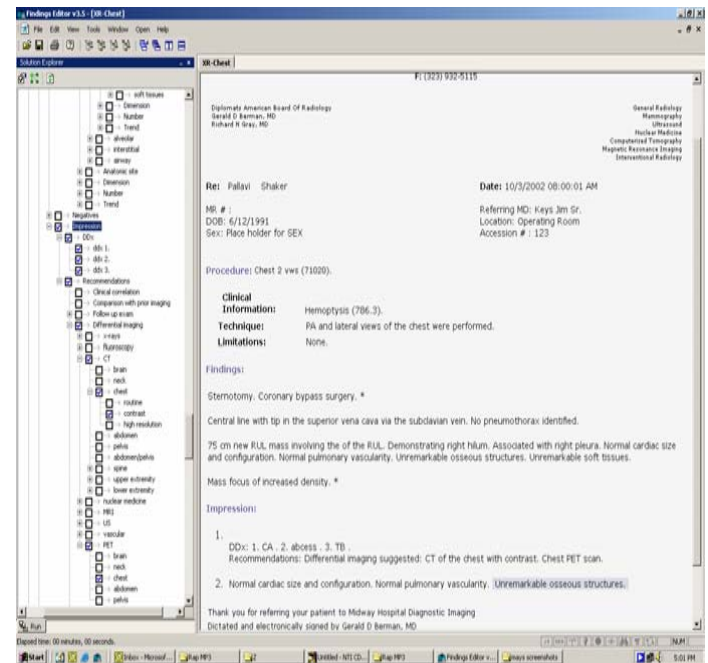 Findings Editor v3.5 - [XR-Chest]
File Edit View Tools Window Open Help
Solution Explorer
XR-Chest
soft tissues
Dimension
Number
Trend
alveolar
interstitial
airway
Anatomic site
Dimension
Number
Trend
Negatives
Impression
DDx
ddx 1.
ddx 2.
ddx 3.
Recommendations
Clinical correlation
Comparison with prior imaging
Follow up exam
Differential imaging
x-rays
fluoroscopy
CT
brain
neck
chest
routine
contrast
high resolution
abdomen
pelvis
abdomen/pelvis
spine
upper extremity
lower extremity
nuclear medicine
MRI
US
vascular
PET
brain
neck
chest
abdomen
pelvis
Run
F: (323) 932-5115
Diplomats American Board Of Radiology
Gerald D Berman, MD
Richard H Gray, MD
General Radiology
Mammography
Ultrasound
Nuclear Medicine
Computerized Tomography
Magnetic Resonance Imaging
Interventional Radiology
Re: Pallavi Shaker
Date: 10/3/2002 08:00:01 AM
MR # :
DOB: 6/12/1991
Sex: Place holder for SEX
Referring MD: Keys Jim Sr.
Location: Operating Room
Accession # : 123
Procedure: Chest 2 vws (71020).
Clinical Information: Hemoptysis (786.3).
Technique: PA and lateral views of the chest were performed.
Limitations: None.
Findings:
Sternotomy. Coronary bypass surgery. *
Central line with tip in the superior vena cava via the subclavian vein. No pneumothorax identified.
75 cm new RUL mass involving the of the RUL. Demonstrating right hilum. Associated with right pleura. Normal cardiac size
and configuration. Normal pulmonary vascularity. Unremarkable osseous structures. Unremarkable soft tissues.
Mass focus of increased density. *
Impression:
1.
DDx: 1. CA . 2. abcess . 3. TB .
Recommendations: Differential imaging suggested: CT of the chest with contrast. Chest PET scan.
2. Normal cardiac size and configuration. Normal pulmonary vascularity. Unremarkable osseous structures.
Thank you for referring your patient to Midway Hospital Diagnostic Imaging
Dictated and electronically signed by Gerald D Berman, MD
Elapsed time: 00 minutes, 00 seconds.
NUM
Start
Inbox - Microsof...
Untitled - NTI CD...
Findings Editor v...
screenshots
5:01 PM